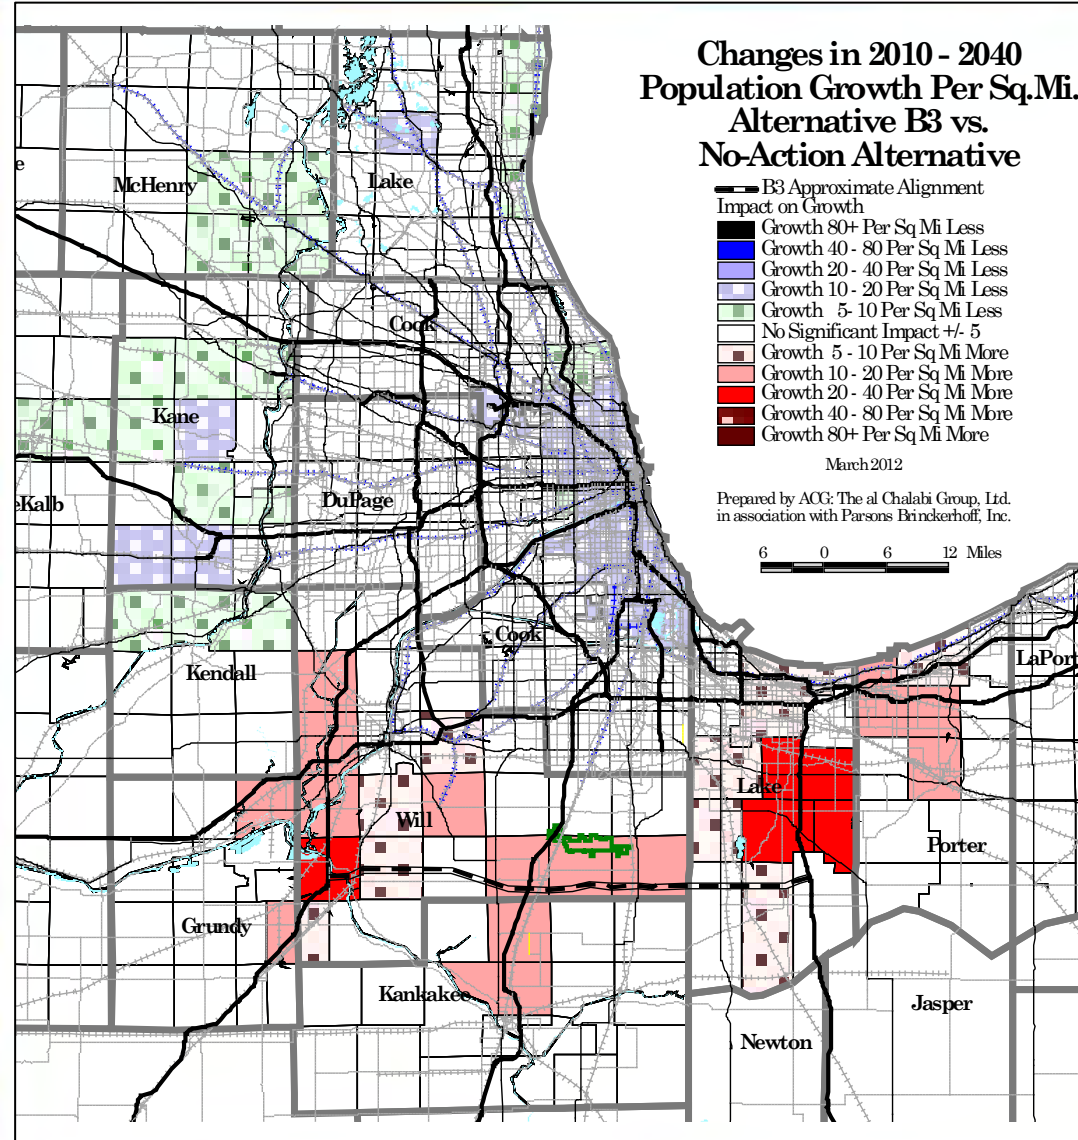 Changes in 2010 - 2040
Population Growth Per Sq.Mi.
Alternative B3 vs.
No-Action Alternative
B3 Approximate Alignment
Impact on Growth
Growth 80+ Per Sq Mi Less
Growth 40 - 80 Per Sq Mi Less
Growth 20 - 40 Per Sq Mi Less
Growth 10 - 20 Per Sq Mi Less
Growth 5- 10 Per Sq Mi Less
No Significant Impact +/- 5
Growth 5 - 10 Per Sq Mi More
Growth 10 - 20 Per Sq Mi More
Growth 20 - 40 Per Sq Mi More
Growth 40 - 80 Per Sq Mi More
Growth 80+ Per Sq Mi More
March 2012
Prepared by ACG: The al Chalabi Group, Ltd.
in association with Parsons Brinckerhoff, Inc.
6 0 6 12 Miles
e
McHenry
Lake
Cook
Kane
eKalb
DuPage
Cook
Kendall
LaPort
Lake
Will
Porter
Grundy
Kankakee
Jasper
Newton